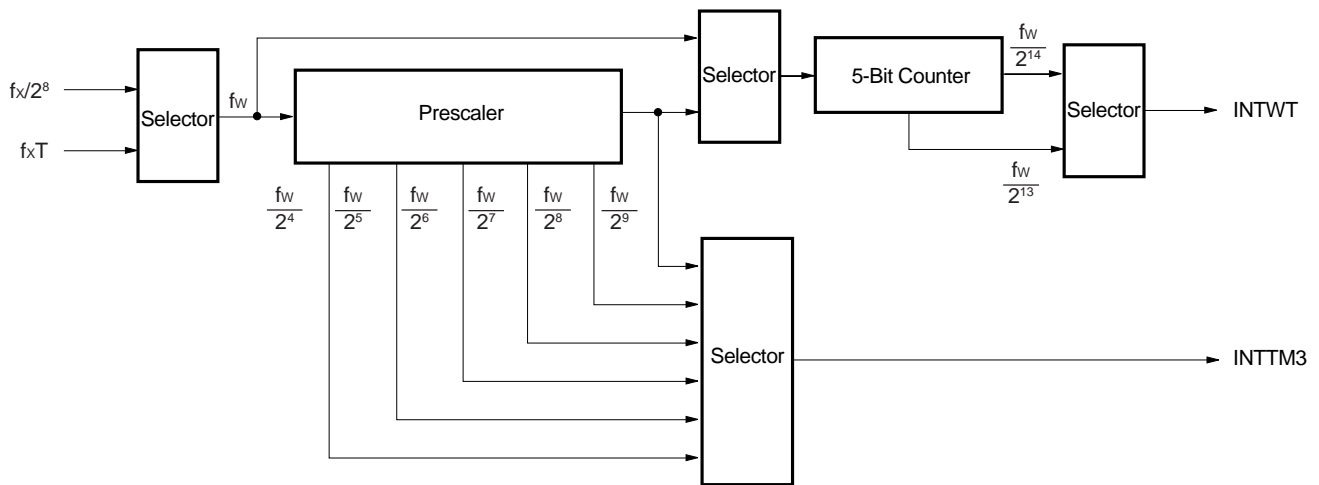 fx/2⁸
fxT
Selector
fw
Prescaler
Selector
5-Bit Counter
fw
2¹⁴
fw
2¹³
Selector
INTWT
fw
2⁴
fw
2⁵
fw
2⁶
fw
2⁷
fw
2⁸
fw
2⁹
Selector
INTTM3